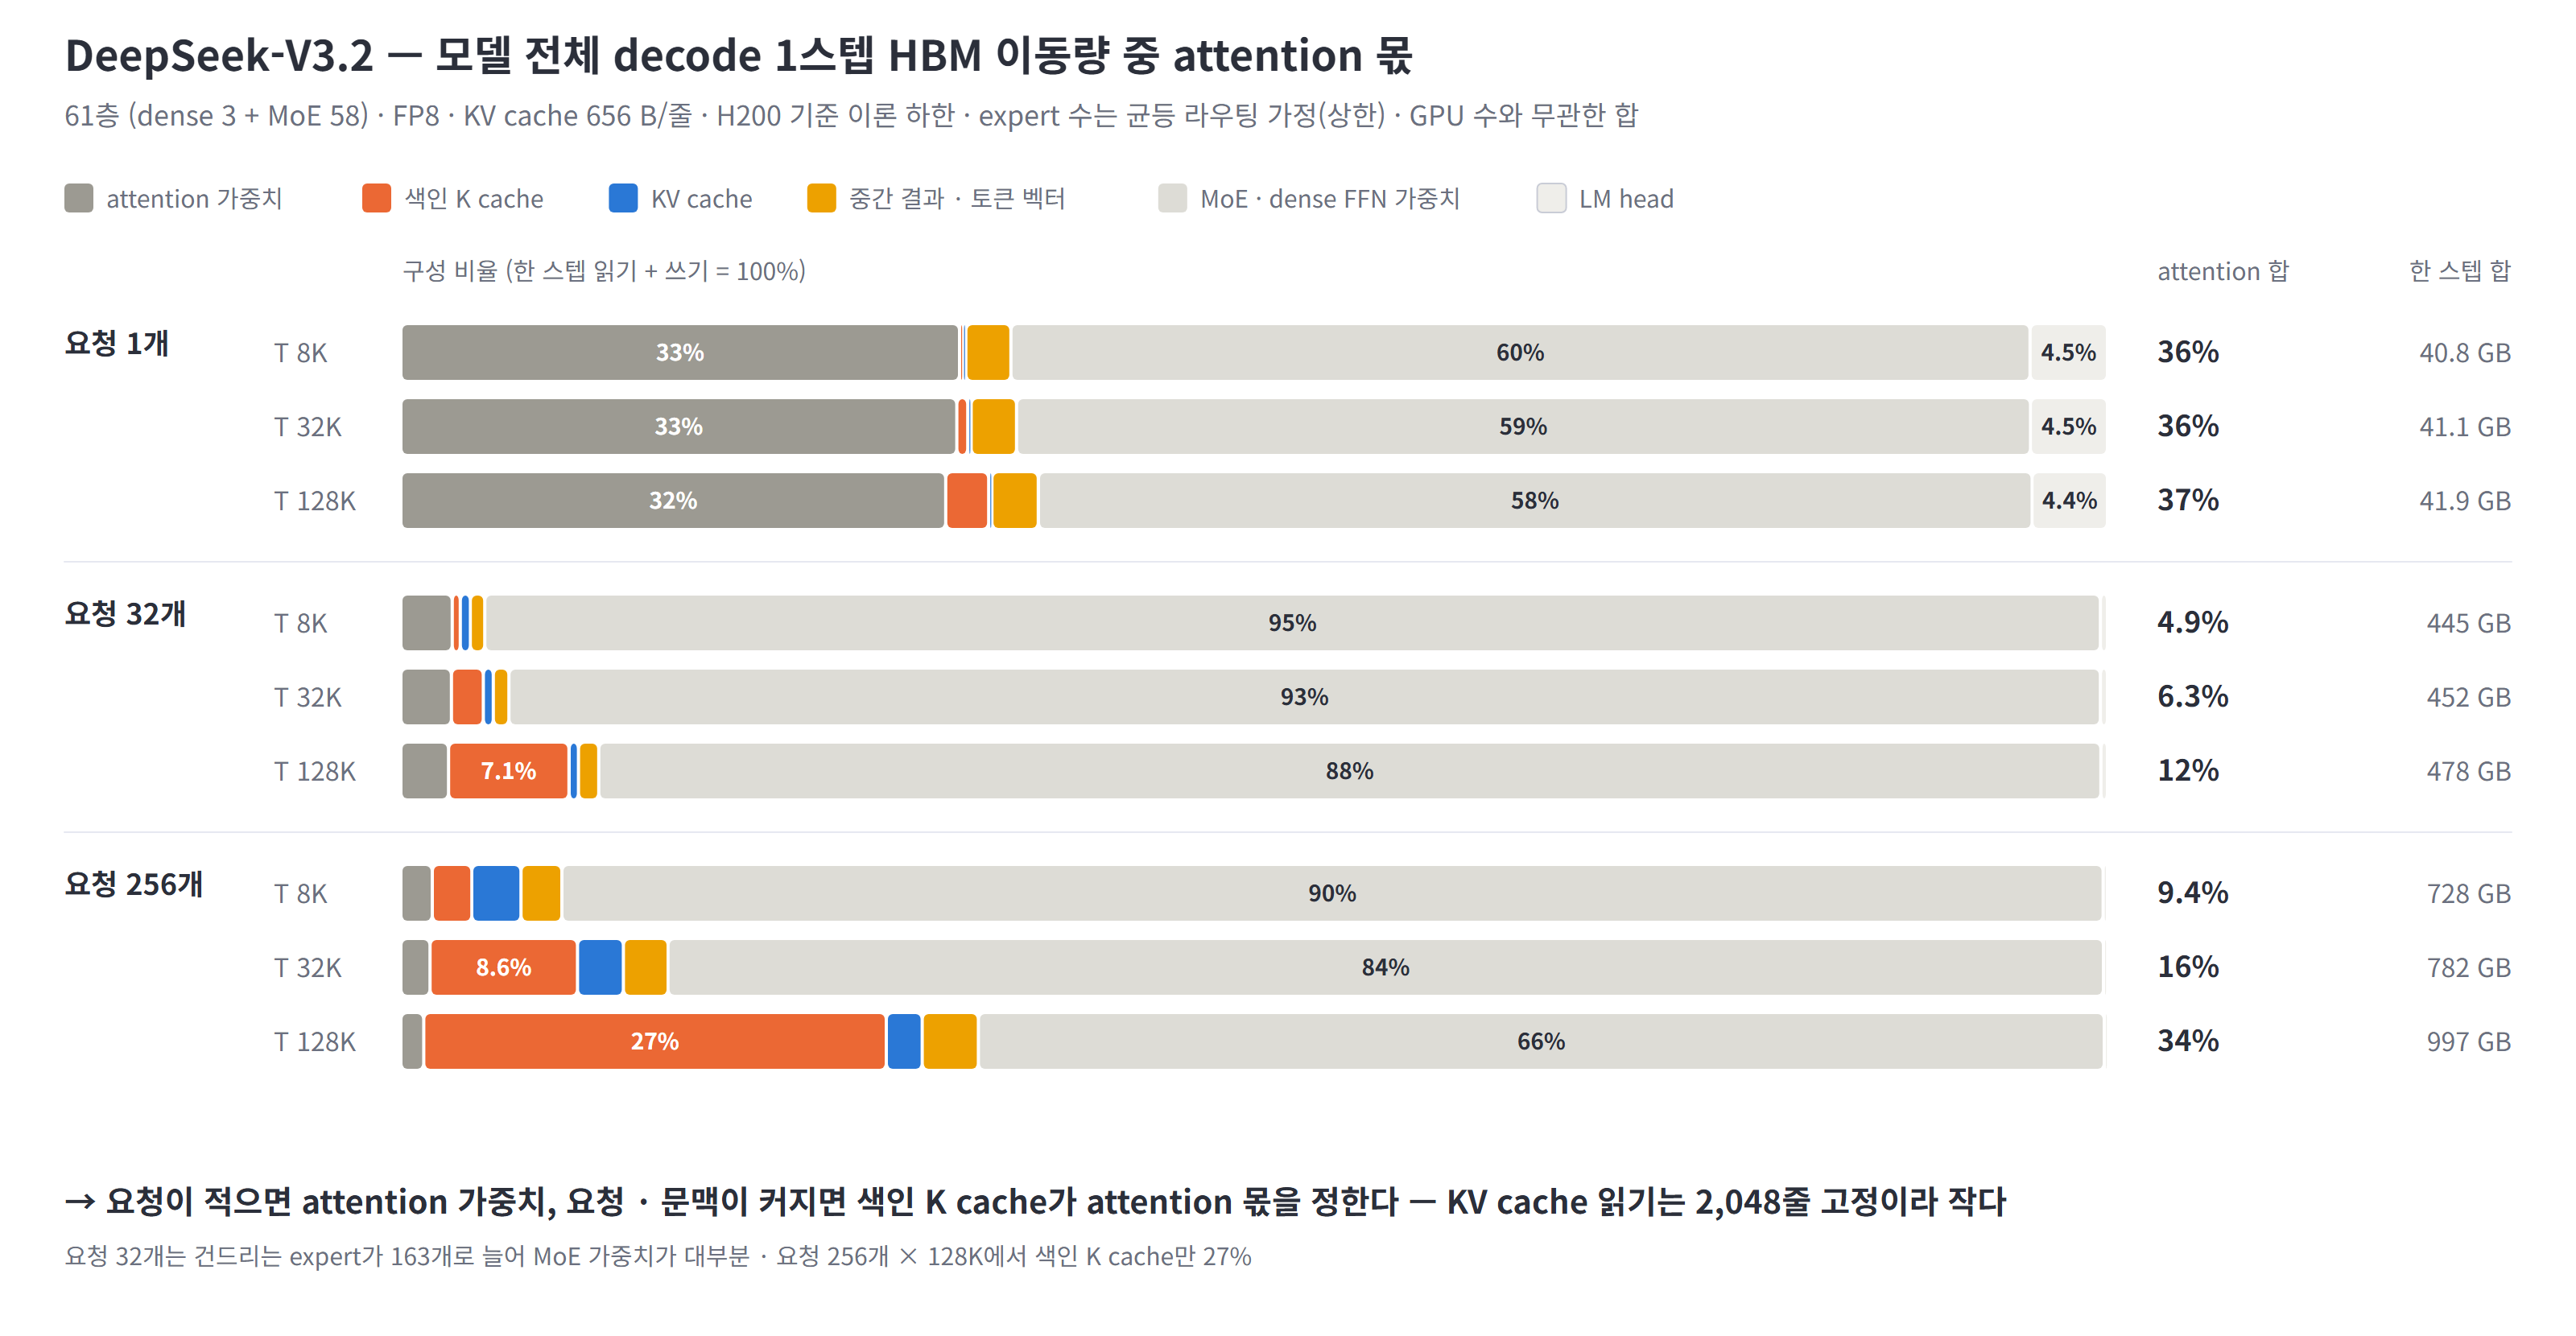 DeepSeek-V3.2 — 모델 전체 decode 1스텝 HBM 이동량 중 attention 몫
61층 (dense 3 + MoE 58) · FP8 · KV cache 656 B/줄 · H200 기준 이론 하한 · expert 수는 균등 라우팅 가정(상한) · GPU 수와 무관한 합
attention 가중치 색인 K cache KV cache 중간 결과 · 토큰 벡터 MoE · dense FFN 가중치 LM head
구성 비율 (한 스텝 읽기 + 쓰기 = 100%) attention 합 한 스텝 합
요청 1개 T 8K 33% 60% 4.5% 36% 40.8 GB
T 32K 33% 59% 4.5% 36% 41.1 GB
T 128K 32% 58% 4.4% 37% 41.9 GB
요청 32개 T 8K 95% 4.9% 445 GB
T 32K 93% 6.3% 452 GB
T 128K 7.1% 88% 12% 478 GB
요청 256개 T 8K 90% 9.4% 728 GB
T 32K 8.6% 84% 16% 782 GB
T 128K 27% 66% 34% 997 GB
→ 요청이 적으면 attention 가중치, 요청 · 문맥이 커지면 색인 K cache가 attention 몫을 정한다 — KV cache 읽기는 2,048줄 고정이라 작다
요청 32개는 건드리는 expert가 163개로 늘어 MoE 가중치가 대부분 · 요청 256개 × 128K에서 색인 K cache만 27%